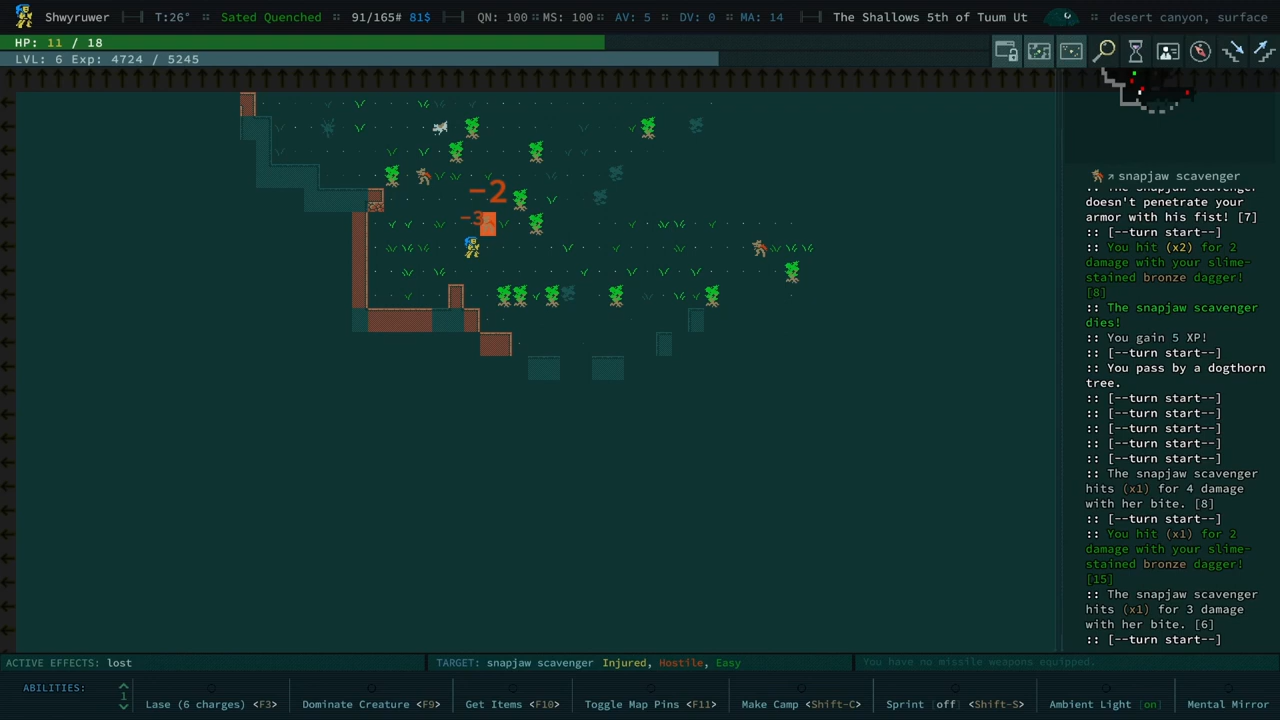 Shwyruwer T:26° :: Sated Quenched :: 91/165# 81$ QN: 100 :: MS: 100 :: AV: 5 :: DV: 0 :: MA: 14 The Shallows 5th of Tuum Ut :: desert canyon, surface
HP: 11 / 18
LVL: 6 Exp: 4724 / 5245
-2
-3
snapjaw scavenger
:: The snapjaw scavenger
doesn't penetrate your
armor with his fist! [7]
:: [--turn start--]
:: You hit (x2) for 2
damage with your slime-
stained bronze dagger!
[8]
:: The snapjaw scavenger
dies!
:: You gain 5 XP!
:: [--turn start--]
:: You pass by a dogthorn
tree.
:: [--turn start--]
:: [--turn start--]
:: [--turn start--]
:: [--turn start--]
:: [--turn start--]
:: The snapjaw scavenger
hits (x1) for 4 damage
with her bite. [8]
:: [--turn start--]
:: You hit (x1) for 2
damage with your slime-
stained bronze dagger!
[15]
:: The snapjaw scavenger
hits (x1) for 3 damage
with her bite. [6]
:: [--turn start--]
ACTIVE EFFECTS: lost
TARGET: snapjaw scavenger Injured, Hostile, Easy
You have no missile weapons equipped.
ABILITIES:
1
Lase (6 charges) <F3>
Dominate Creature <F9>
Get Items <F10>
Toggle Map Pins <F11>
Make Camp <Shift-C>
Sprint [off] <Shift-S>
Ambient Light [on]
Mental Mirror